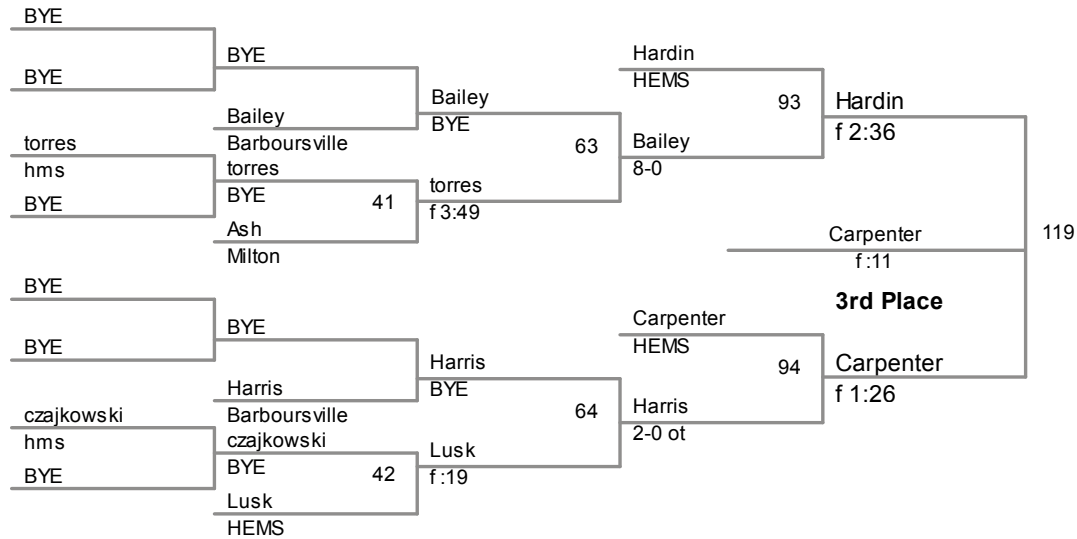 BYE
BYE
BYE
Bailey
Barboursville
torres
hms
BYE
torres
BYE
Ash
Milton
41
Bailey
BYE
torres
f 3:49
63
Hardin
HEMS
Bailey
8-0
93
Hardin
f 2:36
Carpenter
f :11
119
3rd Place
BYE
BYE
BYE
Harris
Barboursville
czajkowski
hms
BYE
czajkowski
BYE
Lusk
HEMS
42
Harris
BYE
Lusk
f :19
64
Carpenter
HEMS
Harris
2-0 ot
94
Carpenter
f 1:26